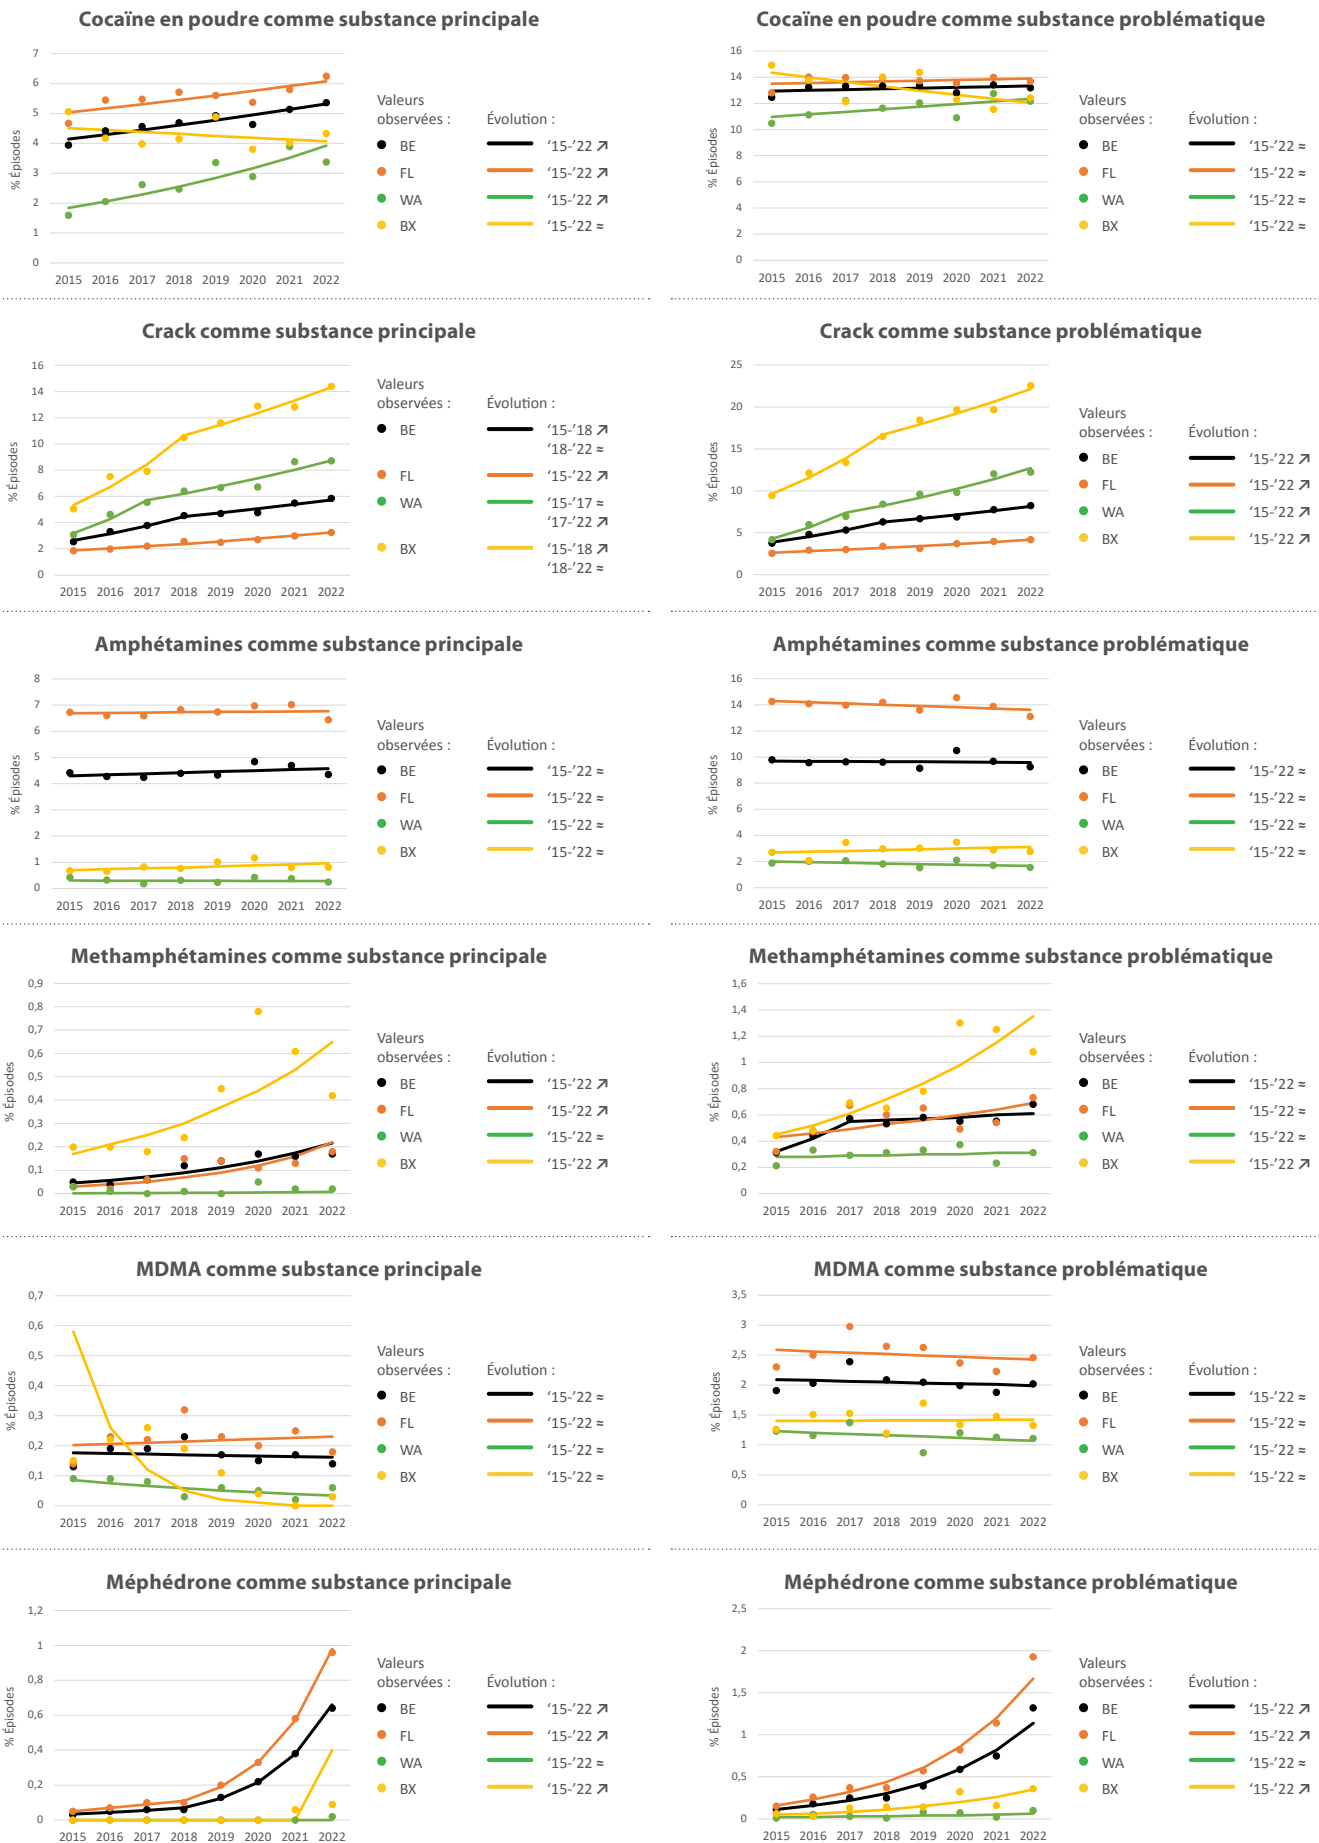 Cocaïne en poudre comme substance principale
% Épisodes
7
6
5
4
3
2
1
0
2015 2016 2017 2018 2019 2020 2021 2022
Valeurs
observées : Évolution :
BE '15-'22 ↗
FL '15-'22 ↗
WA '15-'22 ↗
BX '15-'22 ≈
Cocaïne en poudre comme substance problématique
% Épisodes
16
14
12
10
8
6
4
2
0
2015 2016 2017 2018 2019 2020 2021 2022
Valeurs
observées : Évolution :
BE '15-'22 ≈
FL '15-'22 ≈
WA '15-'22 ≈
BX '15-'22 ≈
Crack comme substance principale
% Épisodes
16
14
12
10
8
6
4
2
0
2015 2016 2017 2018 2019 2020 2021 2022
Valeurs
observées : Évolution :
BE '15-'18 ↗
'18-'22 ≈
FL '15-'22 ↗
WA '15-'17 ≈
'17-'22 ↗
BX '15-'18 ↗
'18-'22 ≈
Crack comme substance problématique
% Épisodes
25
20
15
10
5
0
2015 2016 2017 2018 2019 2020 2021 2022
Valeurs
observées : Évolution :
BE '15-'22 ↗
FL '15-'22 ↗
WA '15-'22 ↗
BX '15-'22 ↗
Amphétamines comme substance principale
% Épisodes
8
7
6
5
4
3
2
1
0
2015 2016 2017 2018 2019 2020 2021 2022
Valeurs
observées : Évolution :
BE '15-'22 ≈
FL '15-'22 ≈
WA '15-'22 ≈
BX '15-'22 ≈
Amphétamines comme substance problématique
% Épisodes
16
14
12
10
8
6
4
2
0
2015 2016 2017 2018 2019 2020 2021 2022
Valeurs
observées : Évolution :
BE '15-'22 ≈
FL '15-'22 ≈
WA '15-'22 ≈
BX '15-'22 ≈
Methamphétamines comme substance principale
% Épisodes
0,9
0,8
0,7
0,6
0,5
0,4
0,3
0,2
0,1
0
2015 2016 2017 2018 2019 2020 2021 2022
Valeurs
observées : Évolution :
BE '15-'22 ↗
FL '15-'22 ↗
WA '15-'22 ≈
BX '15-'22 ↗
Methamphétamines comme substance problématique
% Épisodes
1,6
1,4
1,2
1
0,8
0,6
0,4
0,2
0
2015 2016 2017 2018 2019 2020 2021 2022
Valeurs
observées : Évolution :
BE '15-'22 ≈
FL '15-'22 ≈
WA '15-'22 ≈
BX '15-'22 ↗
MDMA comme substance principale
% Épisodes
0,7
0,6
0,5
0,4
0,3
0,2
0,1
0
2015 2016 2017 2018 2019 2020 2021 2022
Valeurs
observées : Évolution :
BE '15-'22 ≈
FL '15-'22 ≈
WA '15-'22 ≈
BX '15-'22 ≈
MDMA comme substance problématique
% Épisodes
3,5
3
2,5
2
1,5
1
0,5
0
2015 2016 2017 2018 2019 2020 2021 2022
Valeurs
observées : Évolution :
BE '15-'22 ≈
FL '15-'22 ≈
WA '15-'22 ≈
BX '15-'22 ≈
Méphédrone comme substance principale
% Épisodes
1,2
1
0,8
0,6
0,4
0,2
0
2015 2016 2017 2018 2019 2020 2021 2022
Valeurs
observées : Évolution :
BE '15-'22 ↗
FL '15-'22 ↗
WA '15-'22 ≈
BX '15-'22 ↗
Méphédrone comme substance problématique
% Épisodes
2,5
2
1,5
1
0,5
0
2015 2016 2017 2018 2019 2020 2021 2022
Valeurs
observées : Évolution :
BE '15-'22 ↗
FL '15-'22 ↗
WA '15-'22 ≈
BX '15-'22 ↗